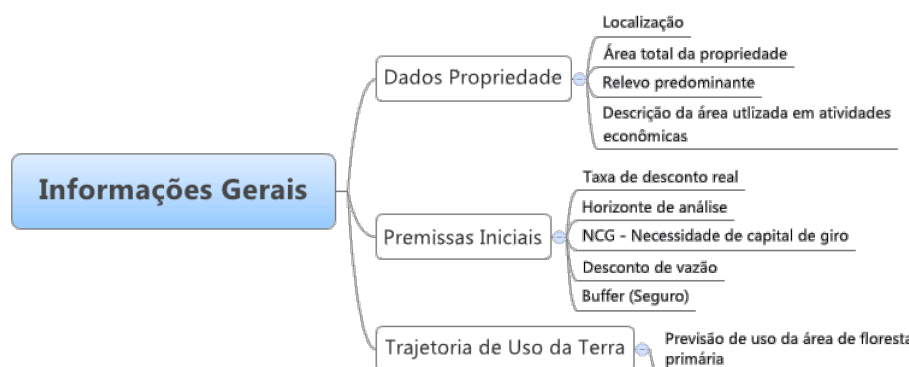 Informações Gerais
Dados Propriedade
Localização
Área total da propriedade
Relevo predominante
Descrição da área utlizada em atividades
econômicas
Premissas Iniciais
Taxa de desconto real
Horizonte de análise
NCG - Necessidade de capital de giro
Desconto de vazão
Buffer (Seguro)
Trajetoria de Uso da Terra
Previsão de uso da área de floresta
primária